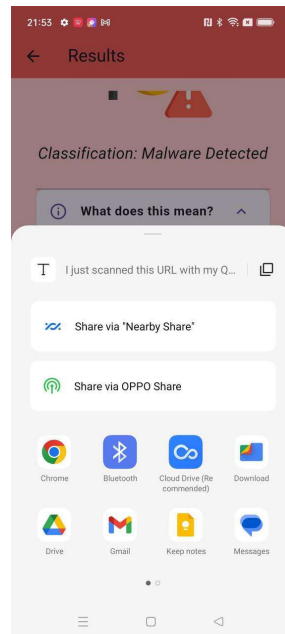 21:53
Results
Classification: Malware Detected
What does this mean?
I just scanned this URL with my Q...
Share via "Nearby Share"
Share via OPPO Share
Chrome
Bluetooth
Cloud Drive (Re
commended)
Download
Drive
Gmail
Keep notes
Messages